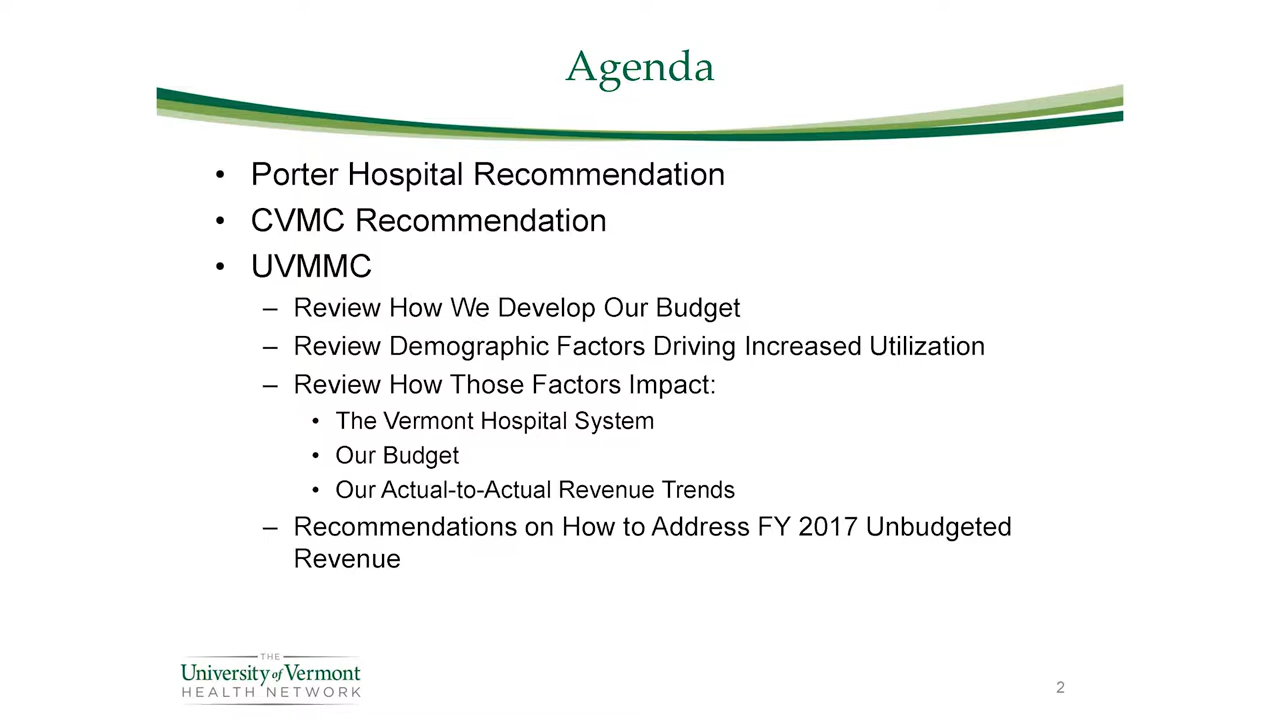 Agenda
• Porter Hospital Recommendation
• CVMC Recommendation
• UVMMC
– Review How We Develop Our Budget
– Review Demographic Factors Driving Increased Utilization
– Review How Those Factors Impact:
• The Vermont Hospital System
• Our Budget
• Our Actual-to-Actual Revenue Trends
– Recommendations on How to Address FY 2017 Unbudgeted
Revenue
THE
University of Vermont
HEALTH NETWORK
2